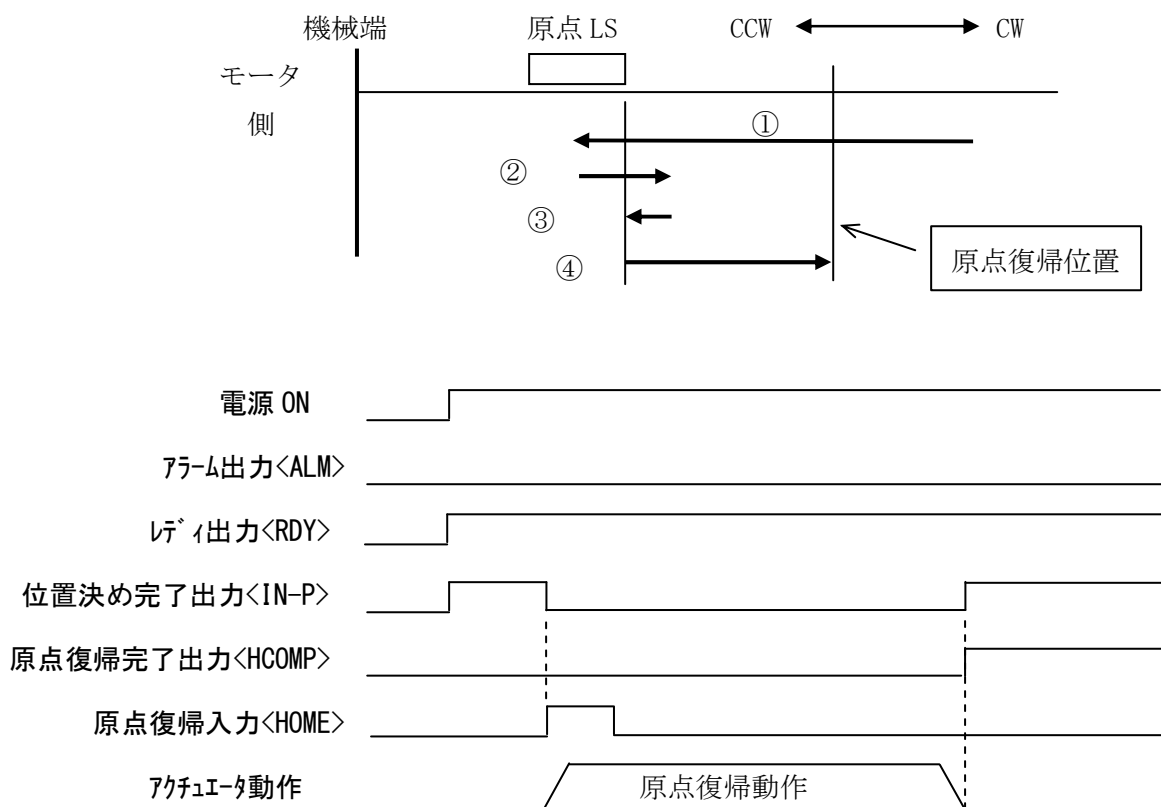 機械端
原点 LS
CCW
CW
モータ
側
①
②
③
④
原点復帰位置
電源 ON
ｱﾗｰﾑ出力<ALM>
ﾚﾃﾞｨ出力<RDY>
位置決め完了出力<IN-P>
原点復帰完了出力<HCOMP>
原点復帰入力<HOME>
ｱｸﾁｭｴｰﾀ動作
原点復帰動作